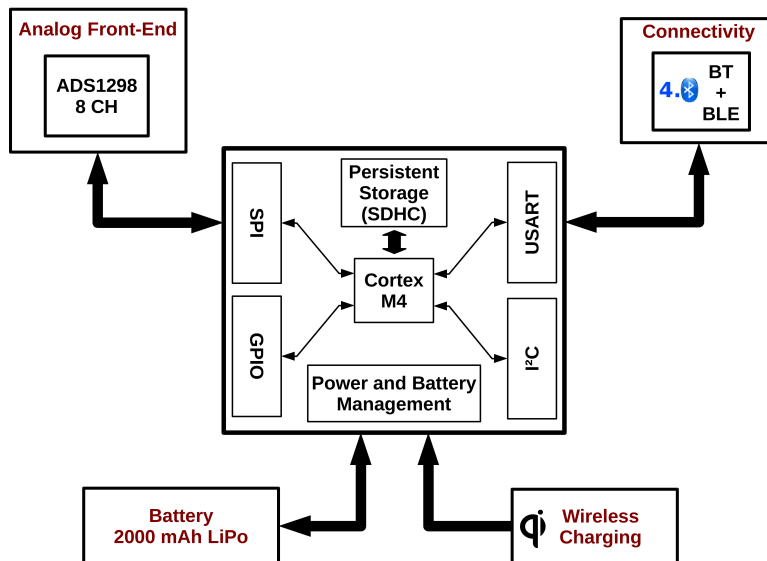 Analog Front-End
ADS1298
8 CH
Connectivity
4.
BT
+
BLE
SPI
Persistent
Storage
(SDHC)
USART
Cortex
M4
GPIO
I²C
Power and Battery
Management
Battery
2000 mAh LiPo
qi
Wireless
Charging